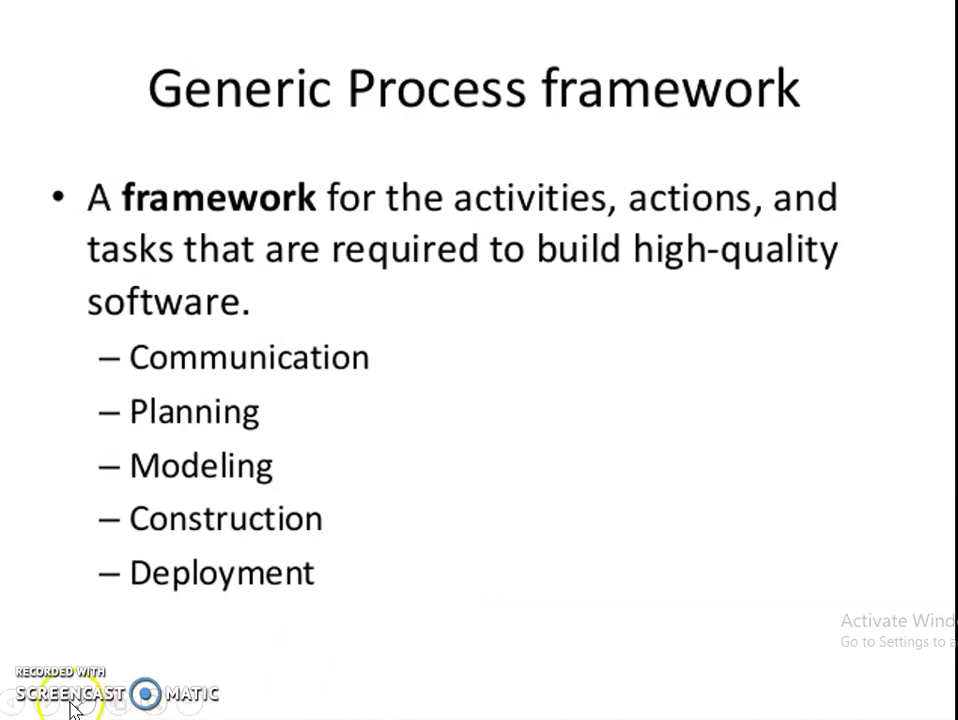 Generic Process framework
• A framework for the activities, actions, and
tasks that are required to build high-quality
software.
– Communication
– Planning
– Modeling
– Construction
– Deployment
Activate Wind
Go to Settings to a
RECORDED WITH
SCREENCAST MATIC